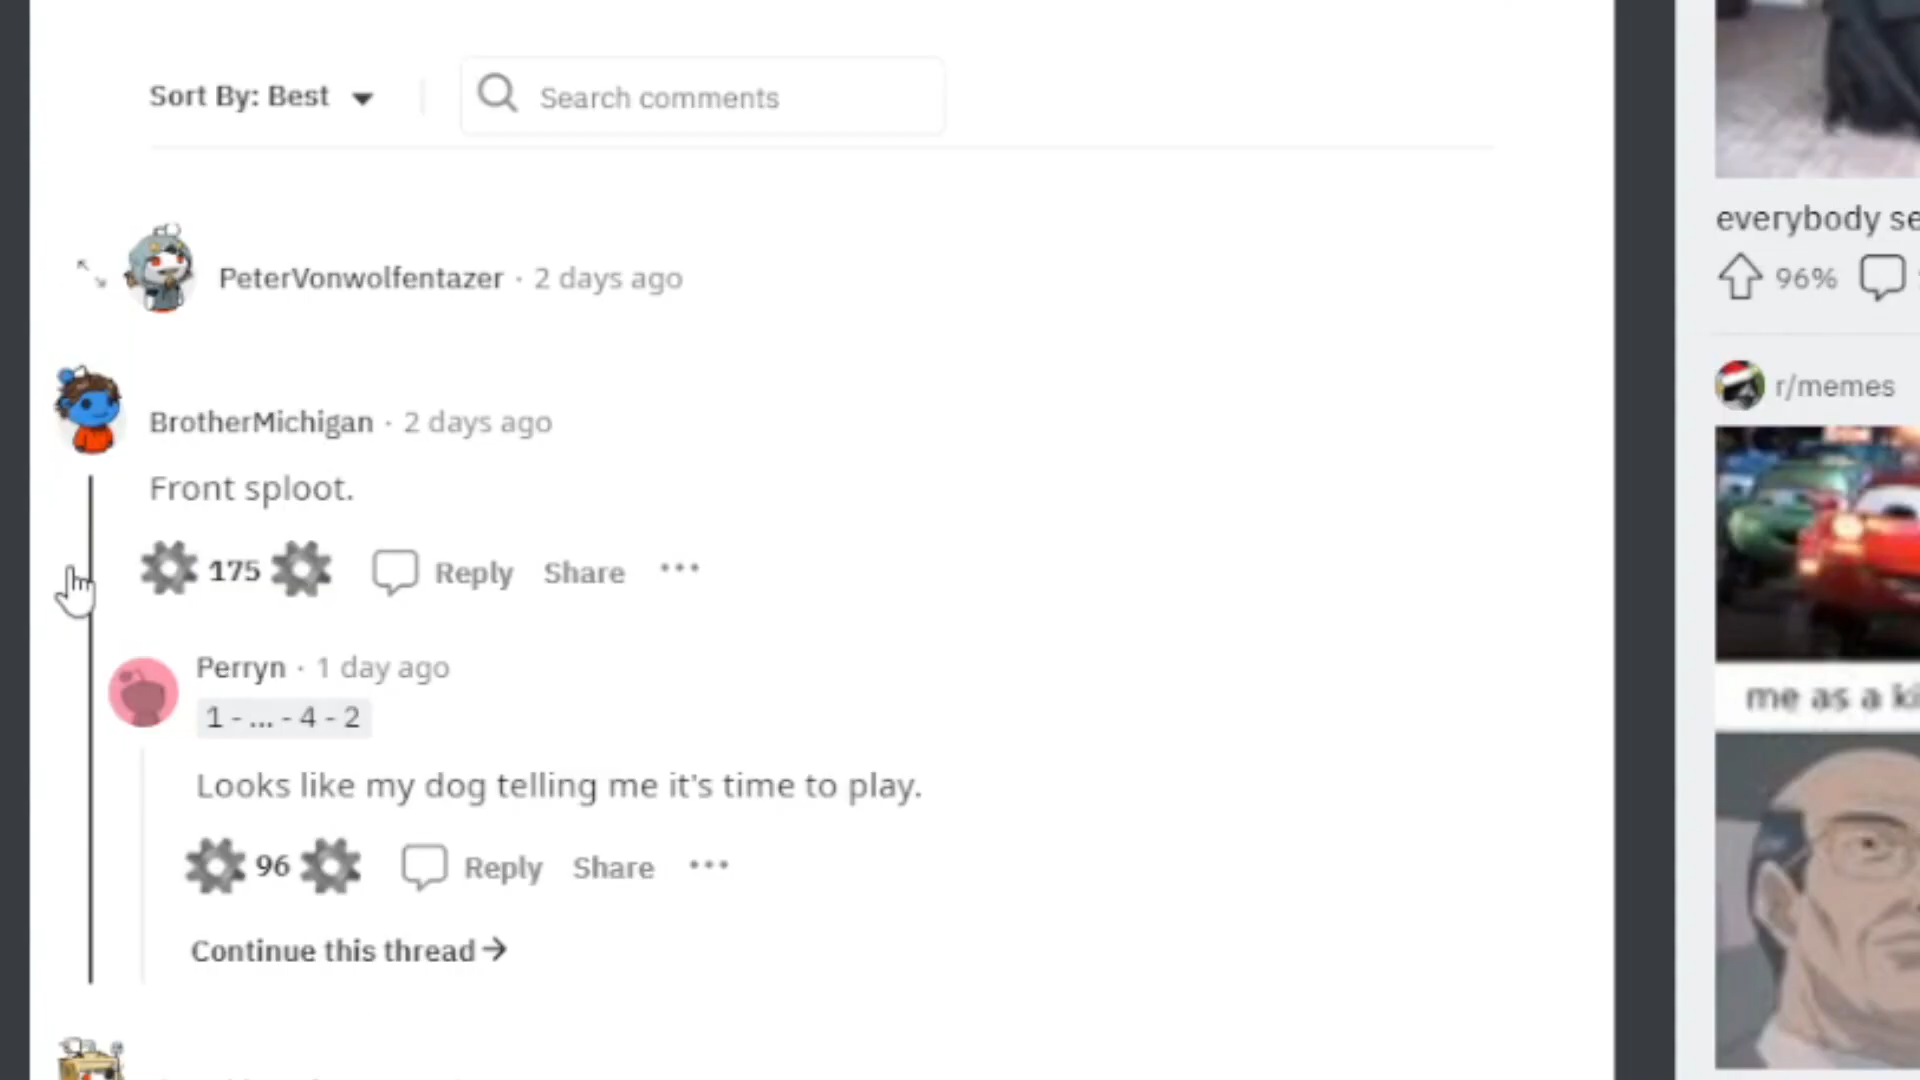 Sort By: Best
Search comments
PeterVonwolfentazer · 2 days ago
BrotherMichigan · 2 days ago
Front sploot.
175 Reply Share ···
Perryn · 1 day ago
1 - ... - 4 - 2
Looks like my dog telling me it's time to play.
96 Reply Share ···
Continue this thread →
everybody se
96%
r/memes
me as a ki